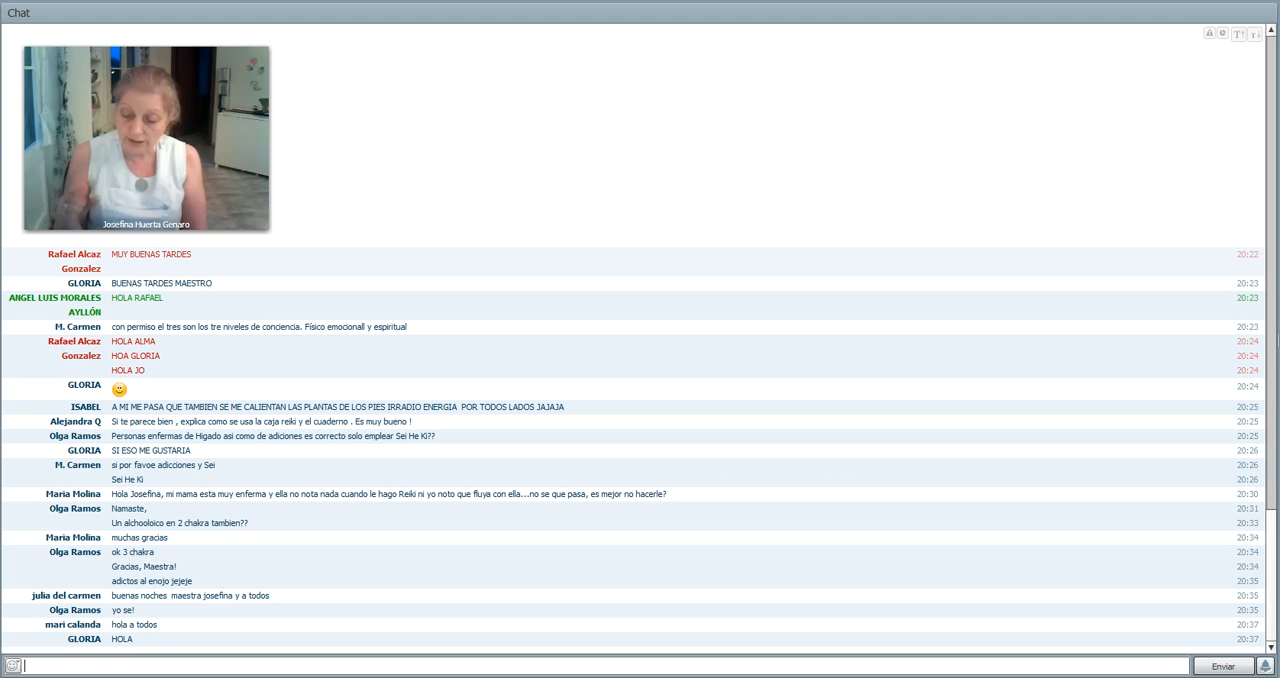 Chat
Josefina Huerta Genaro
Rafael Alcaz MUY BUENAS TARDES 20:22
Gonzalez
GLORIA BUENAS TARDES MAESTRO 20:23
ANGEL LUIS MORALES HOLA RAFAEL 20:23
AYLLÓN
M. Carmen con permiso el tres son los tre niveles de conciencia. Físico emocionall y espiritual 20:23
Rafael Alcaz HOLA ALMA 20:24
Gonzalez HOA GLORIA 20:24
HOLA JO 20:24
GLORIA 20:24
ISABEL A MI ME PASA QUE TAMBIEN SE ME CALIENTAN LAS PLANTAS DE LOS PIES IRRADIO ENERGIA POR TODOS LADOS JAJAJA 20:25
Alejandra Q Si te parece bien , explica como se usa la caja reiki y el cuaderno . Es muy bueno ! 20:25
Olga Ramos Personas enfermas de Higado asi como de adiciones es correcto solo emplear Sei He Ki?? 20:25
GLORIA SI ESO ME GUSTARIA 20:26
M. Carmen si por favoe adicciones y Sei 20:26
Sei He Ki 20:26
Maria Molina Hola Josefina, mi mama esta muy enferma y ella no nota nada cuando le hago Reiki ni yo noto que fluya con ella...no se que pasa, es mejor no hacerle? 20:30
Olga Ramos Namaste, 20:31
Un alchooloico en 2 chakra tambien?? 20:33
Maria Molina muchas gracias 20:34
Olga Ramos ok 3 chakra 20:34
Gracias, Maestra! 20:34
adictos al enojo jejeje 20:35
julia del carmen buenas noches maestra josefina y a todos 20:35
Olga Ramos yo se! 20:35
mari calanda hola a todos 20:37
GLORIA HOLA 20:37
Enviar